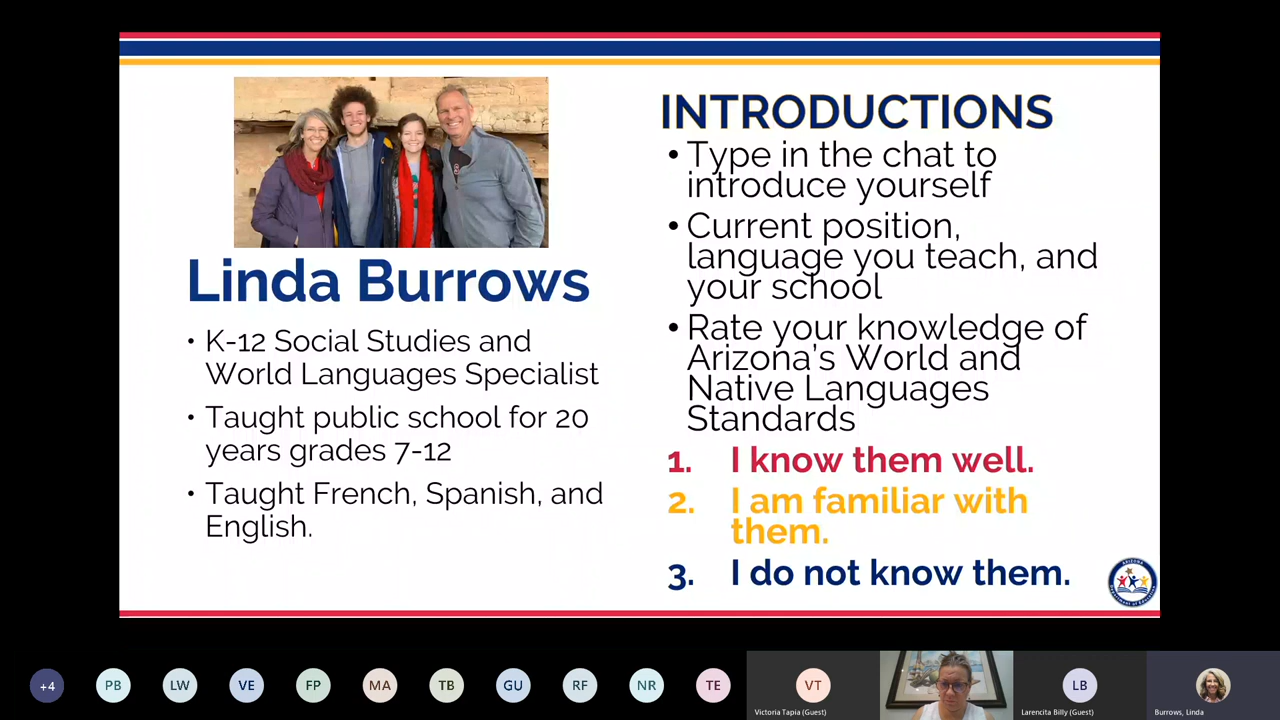 Linda Burrows
• K-12 Social Studies and
World Languages Specialist
• Taught public school for 20
years grades 7-12
• Taught French, Spanish, and
English.
INTRODUCTIONS
• Type in the chat to
introduce yourself
• Current position,
language you teach, and
your school
• Rate your knowledge of
Arizona's World and
Native Languages
Standards
1. I know them well.
2. I am familiar with
them.
3. I do not know them.
ARIZONA
Department of Education
+4
PB
LW
VE
FP
MA
TB
GU
RF
NR
TE
VT
Victoria Tapia (Guest)
LB
Larencita Billy (Guest)
Burrows, Linda